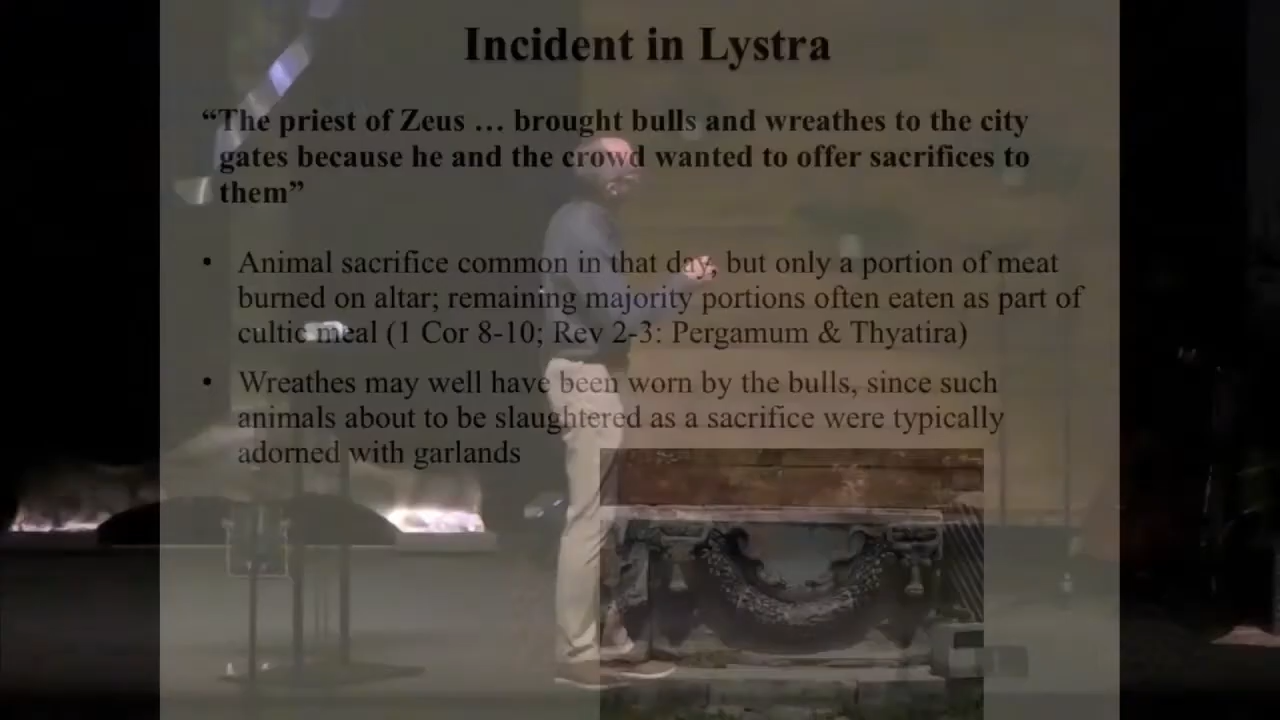 Incident in Lystra
“The priest of Zeus … brought bulls and wreathes to the city
gates because he and the crowd wanted to offer sacrifices to
them”
• Animal sacrifice common in that day, but only a portion of meat
burned on altar; remaining majority portions often eaten as part of
cultic meal (1 Cor 8-10; Rev 2-3: Pergamum & Thyatira)
• Wreathes may well have been worn by the bulls, since such
animals about to be slaughtered as a sacrifice were typically
adorned with garlands